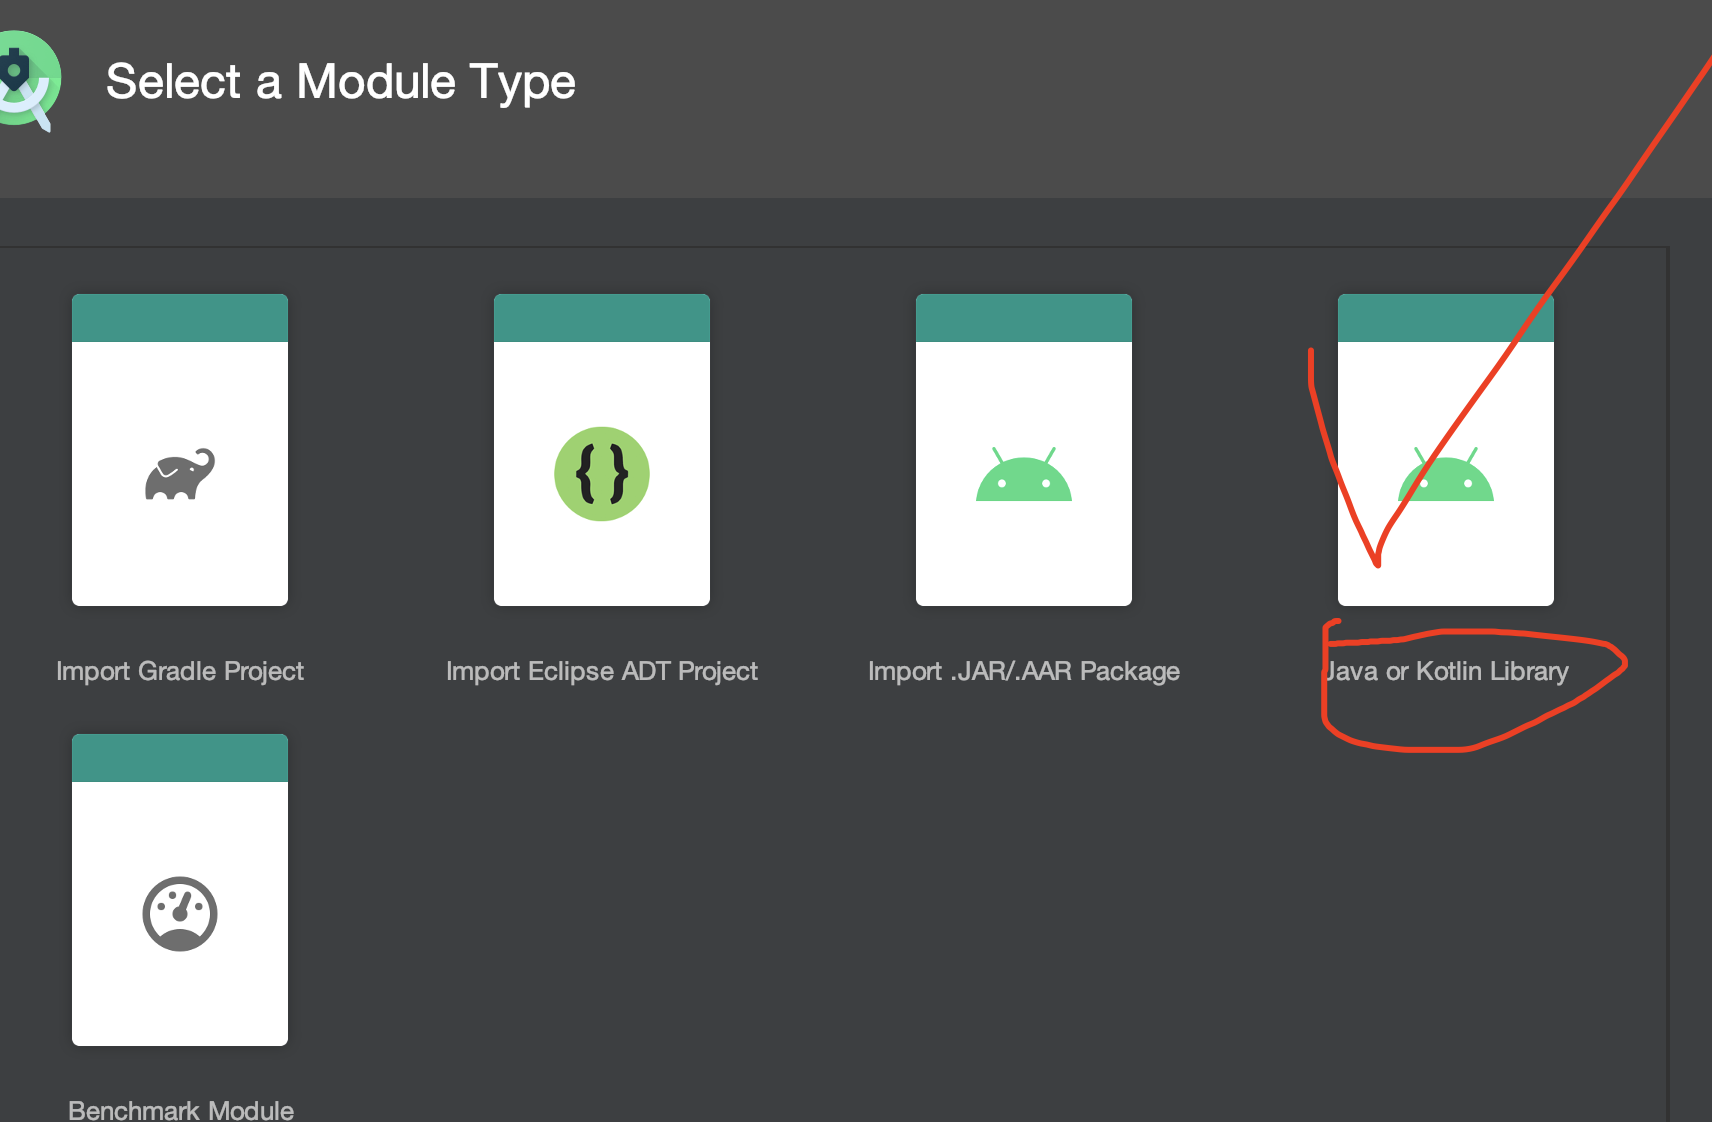 Select a Module Type
Import Gradle Project
Import Eclipse ADT Project
Import .JAR/.AAR Package
Java or Kotlin Library
Benchmark Module